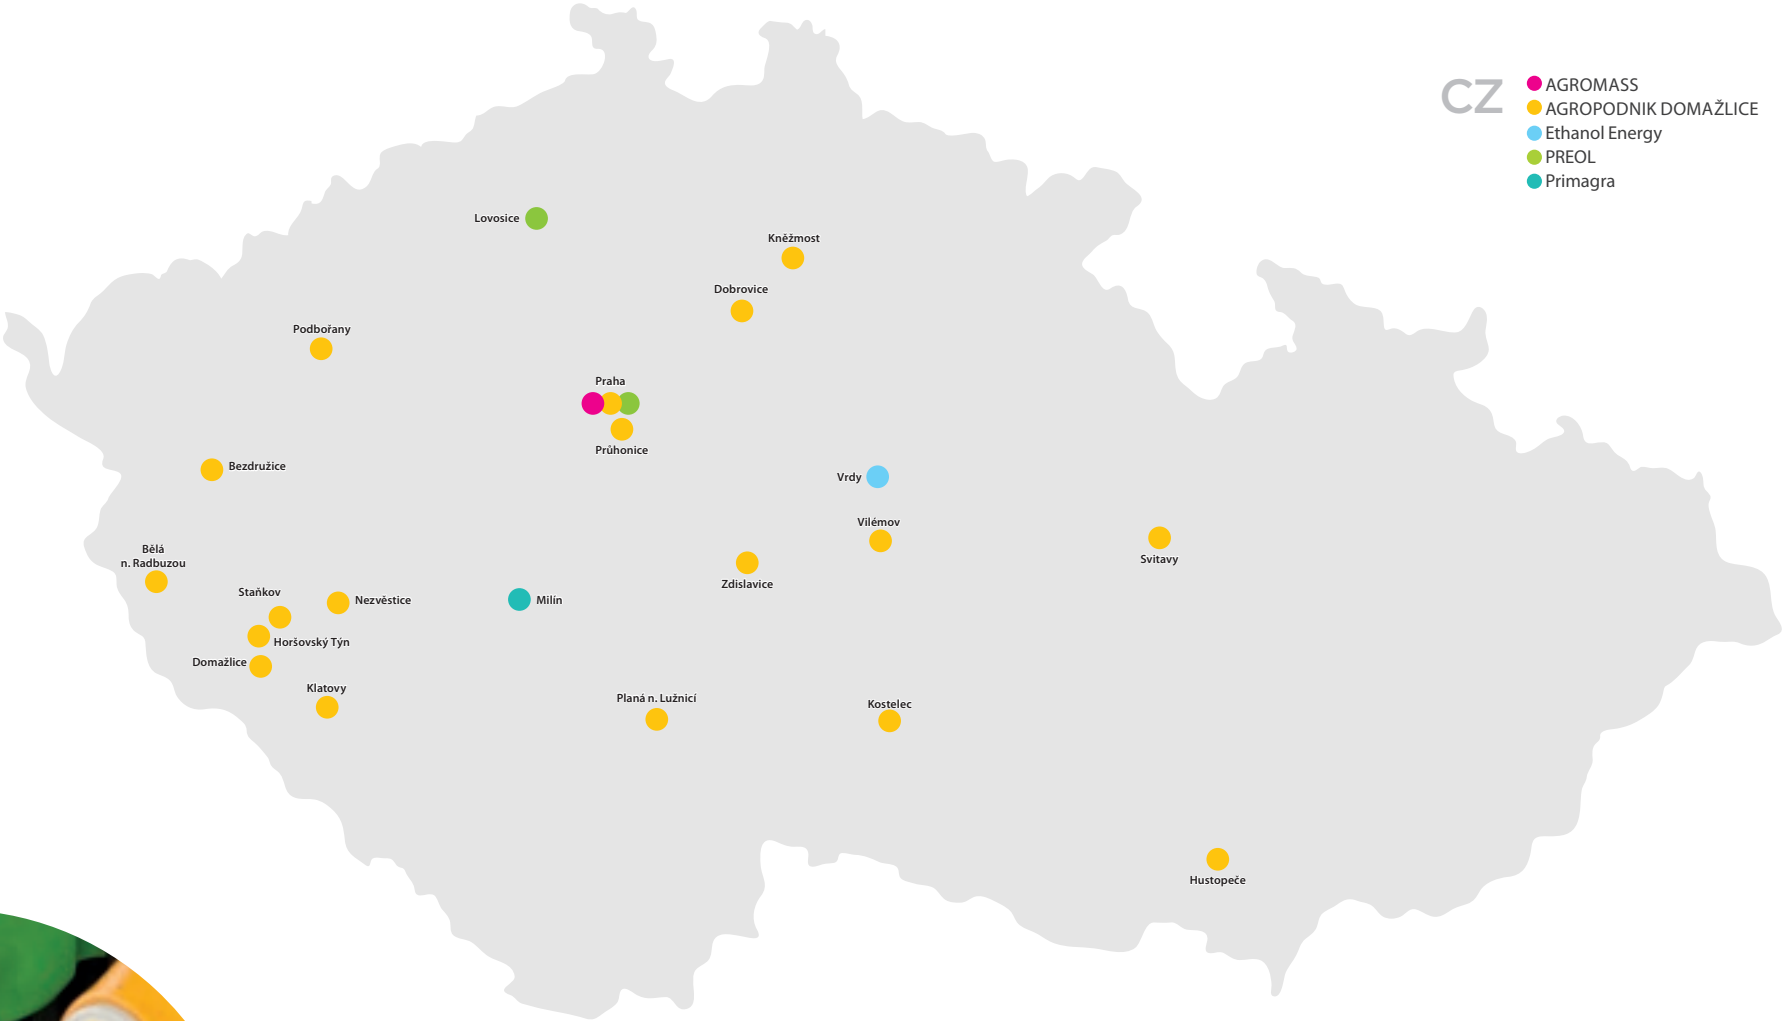 CZ
AGROMASS
AGROPODNIK DOMAŽLICE
Ethanol Energy
PREOL
Primagra
Lovosice
Kněžmost
Dobrovice
Podbořany
Praha
Průhonice
Bezdružice
Vrdy
Vilémov
Svitavy
Bělá
n. Radbuzou
Zdislavice
Staňkov
Nezvěstice
Milín
Horšovský Týn
Domažlice
Klatovy
Planá n. Lužnicí
Kostelec
Hustopeče